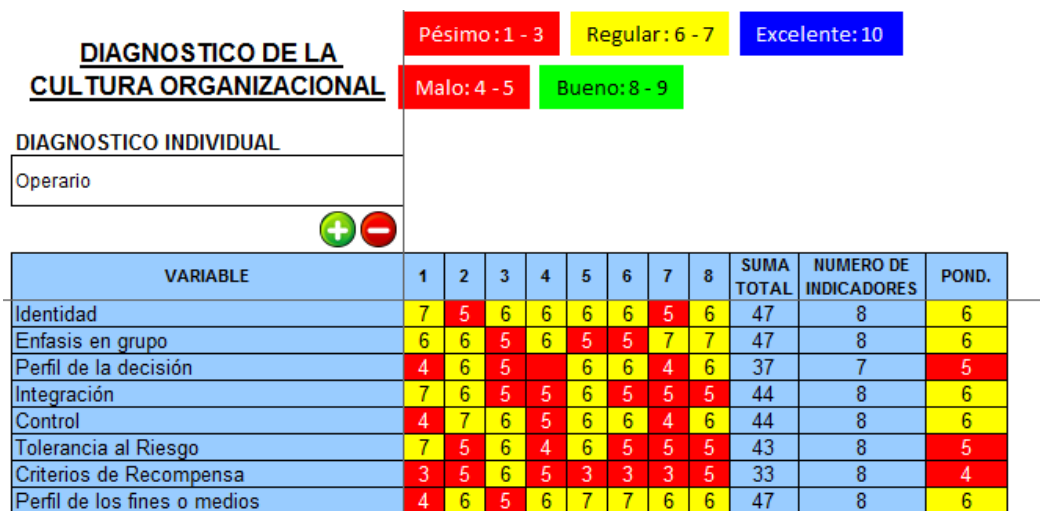 DIAGNOSTICO DE LA
CULTURA ORGANIZACIONAL
Pésimo: 1 - 3 Regular: 6 - 7 Excelente: 10
Malo: 4 - 5 Bueno: 8 - 9
DIAGNOSTICO INDIVIDUAL
Operario
VARIABLE 1 2 3 4 5 6 7 8 SUMA TOTAL NUMERO DE INDICADORES POND.
Identidad 7 5 6 6 6 6 5 6 47 8 6
Enfasis en grupo 6 6 5 6 5 5 7 7 47 8 6
Perfil de la decisión 4 6 5 6 6 4 6 37 7 5
Integración 7 6 5 5 6 5 5 5 44 8 6
Control 4 7 6 5 6 6 4 6 44 8 6
Tolerancia al Riesgo 7 5 6 4 6 5 5 5 43 8 5
Criterios de Recompensa 3 5 6 5 3 3 3 5 33 8 4
Perfil de los fines o medios 4 6 5 6 7 7 6 6 47 8 6